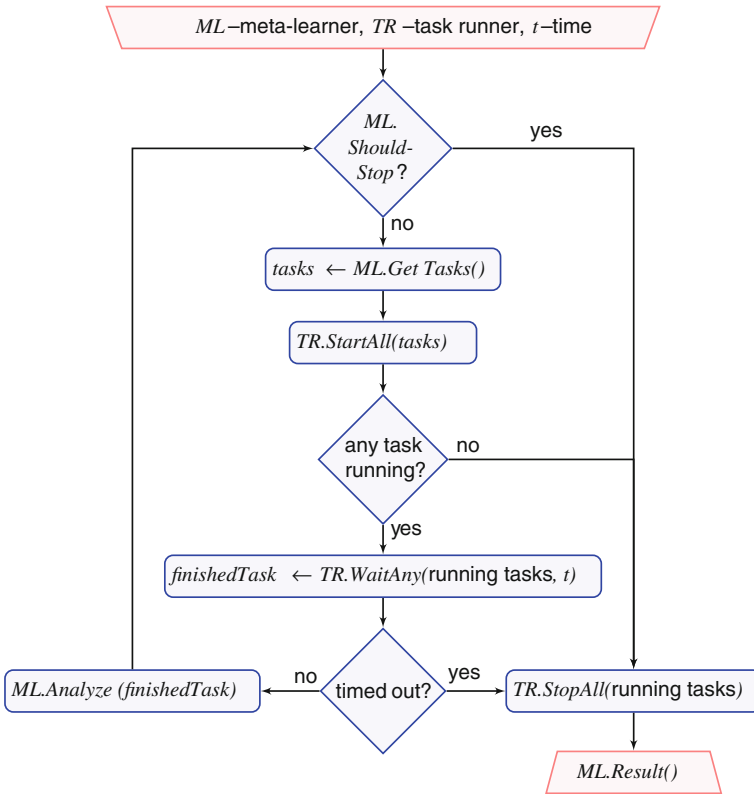 ML–meta-learner, TR–task runner, t–time
ML.
Should-
Stop?
yes
no
tasks ← ML.Get Tasks()
TR.StartAll(tasks)
any task
running?
no
yes
finishedTask ← TR.WaitAny(running tasks, t)
ML.Analyze (finishedTask)
no
timed out?
yes
TR.StopAll(running tasks)
ML.Result()